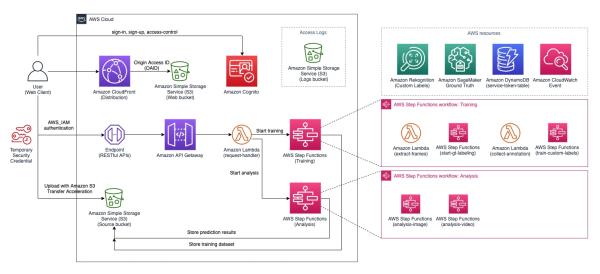 AWS Cloud
sign-in, sign-up, access-control
Access Logs
Amazon Simple Storage
Service (S3)
(Logs bucket)
User
(Web Client)
Amazon CloudFront
(Distribution)
Origin Access ID
(OAID)
Amazon Simple Storage
Service (S3)
(Web bucket)
Amazon Cognito
AWS_IAM
authentication
Temporary
Security
Credential
Endpoint
(RESTful APIs)
Amazon API Getway
Amazon Lambda
(request-handler)
Start training
AWS Step Functions
(Training)
Start analysis
Upload with Amazon S3
Transfer Acceleration
Amazon Simple Storage
Service (S3)
(Source bucket)
AWS Step Functions
(Analysis)
Store prediction results
Store training dataset
AWS resoures
Amazon Rekognition
(Custom Labels)
Amazon SageMaker
Ground Truth
Amazon DynamoDB
(service-token-table)
Amazon CloudWatch
Event
AWS Step Functions workflow: Training
Amazon Lambda
(extract-frames)
AWS Step Functions
(start-gt-labeling)
Amazon Lambda
(collect-annotation)
AWS Step Functions
(train-custom-labels)
AWS Step Functions workflow: Analysis
AWS Step Functions
(analysis-image)
AWS Step Functions
(analysis-video)